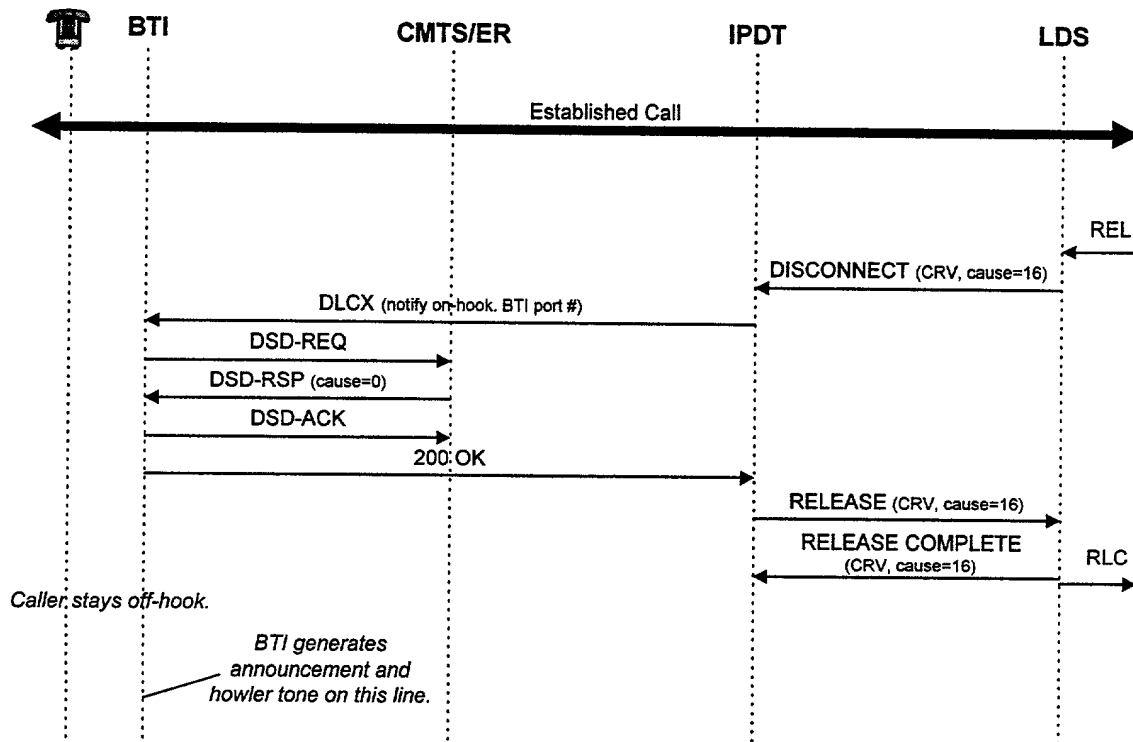 BTI
CMTS/ER
IPDT
LDS
Established Call
REL
DISCONNECT (CRV, cause=16)
DLCX (notify on-hook. BTI port #)
DSD-REQ
DSD-RSP (cause=0)
DSD-ACK
200 OK
RELEASE (CRV, cause=16)
RELEASE COMPLETE
(CRV, cause=16)
RLC
Caller stays off-hook.
BTI generates
announcement and
howler tone on this line.